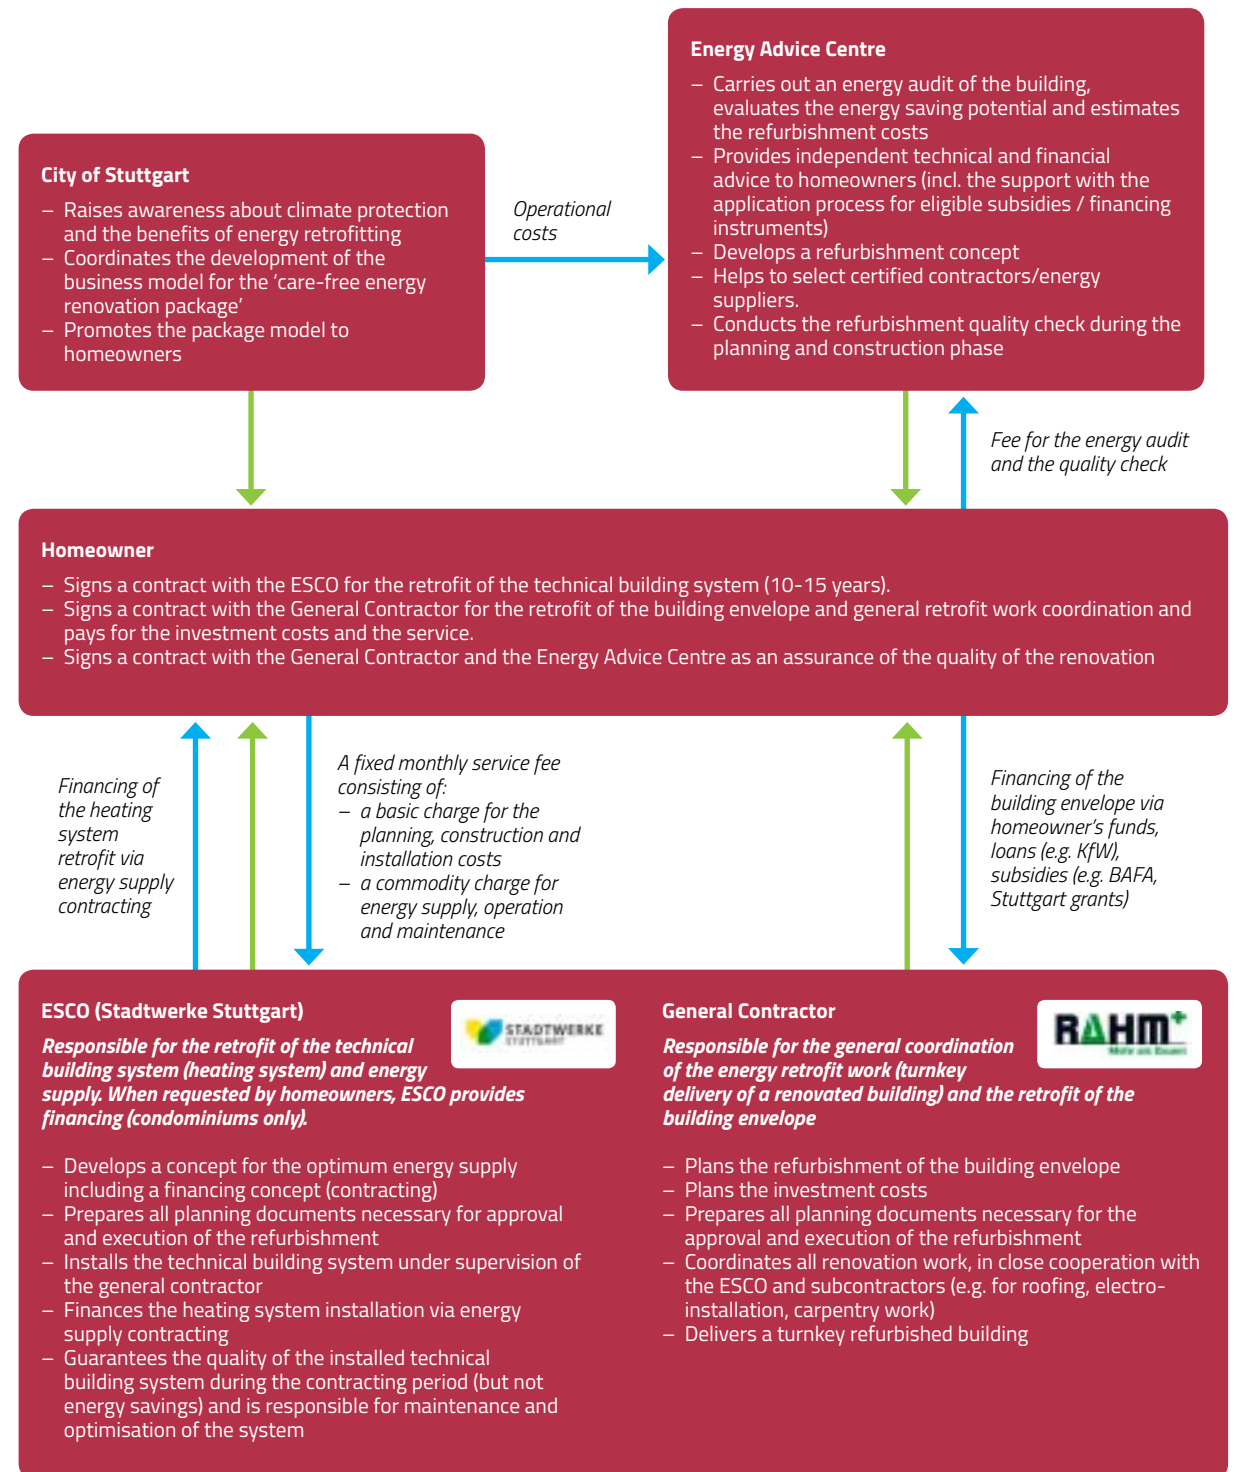 Energy Advice Centre
– Carries out an energy audit of the building,
evaluates the energy saving potential and estimates
the refurbishment costs
– Provides independent technical and financial
advice to homeowners (incl. the support with the
application process for eligible subsidies / financing
instruments)
– Develops a refurbishment concept
– Helps to select certified contractors/energy
suppliers.
– Conducts the refurbishment quality check during the
planning and construction phase
City of Stuttgart
– Raises awareness about climate protection
and the benefits of energy retrofitting
– Coordinates the development of the
business model for the ‘care-free energy
renovation package’
– Promotes the package model to
homeowners
Operational
costs
Fee for the energy audit
and the quality check
Homeowner
– Signs a contract with the ESCO for the retrofit of the technical building system (10-15 years).
– Signs a contract with the General Contractor for the retrofit of the building envelope and general retrofit work coordination and
pays for the investment costs and the service.
– Signs a contract with the General Contractor and the Energy Advice Centre as an assurance of the quality of the renovation
Financing of
the heating
system
retrofit via
energy supply
contracting
A fixed monthly service fee
consisting of:
– a basic charge for the
planning, construction and
installation costs
– a commodity charge for
energy supply, operation
and maintenance
Financing of the
building envelope via
homeowner’s funds,
loans (e.g. KfW),
subsidies (e.g. BAFA,
Stuttgart grants)
ESCO (Stadtwerke Stuttgart)
STADTWERKE
STUTTGART
Responsible for the retrofit of the technical
building system (heating system) and energy
supply. When requested by homeowners, ESCO provides
financing (condominiums only).
– Develops a concept for the optimum energy supply
including a financing concept (contracting)
– Prepares all planning documents necessary for approval
and execution of the refurbishment
– Installs the technical building system under supervision of
the general contractor
– Finances the heating system installation via energy
supply contracting
– Guarantees the quality of the installed technical
building system during the contracting period (but not
energy savings) and is responsible for maintenance and
optimisation of the system
General Contractor
RAHM+
Mehr als Bauen!
Responsible for the general coordination
of the energy retrofit work (turnkey
delivery of a renovated building) and the retrofit of the
building envelope
– Plans the refurbishment of the building envelope
– Plans the investment costs
– Prepares all planning documents necessary for the
approval and execution of the refurbishment
– Coordinates all renovation work, in close cooperation with
the ESCO and subcontractors (e.g. for roofing, electro-
installation, carpentry work)
– Delivers a turnkey refurbished building